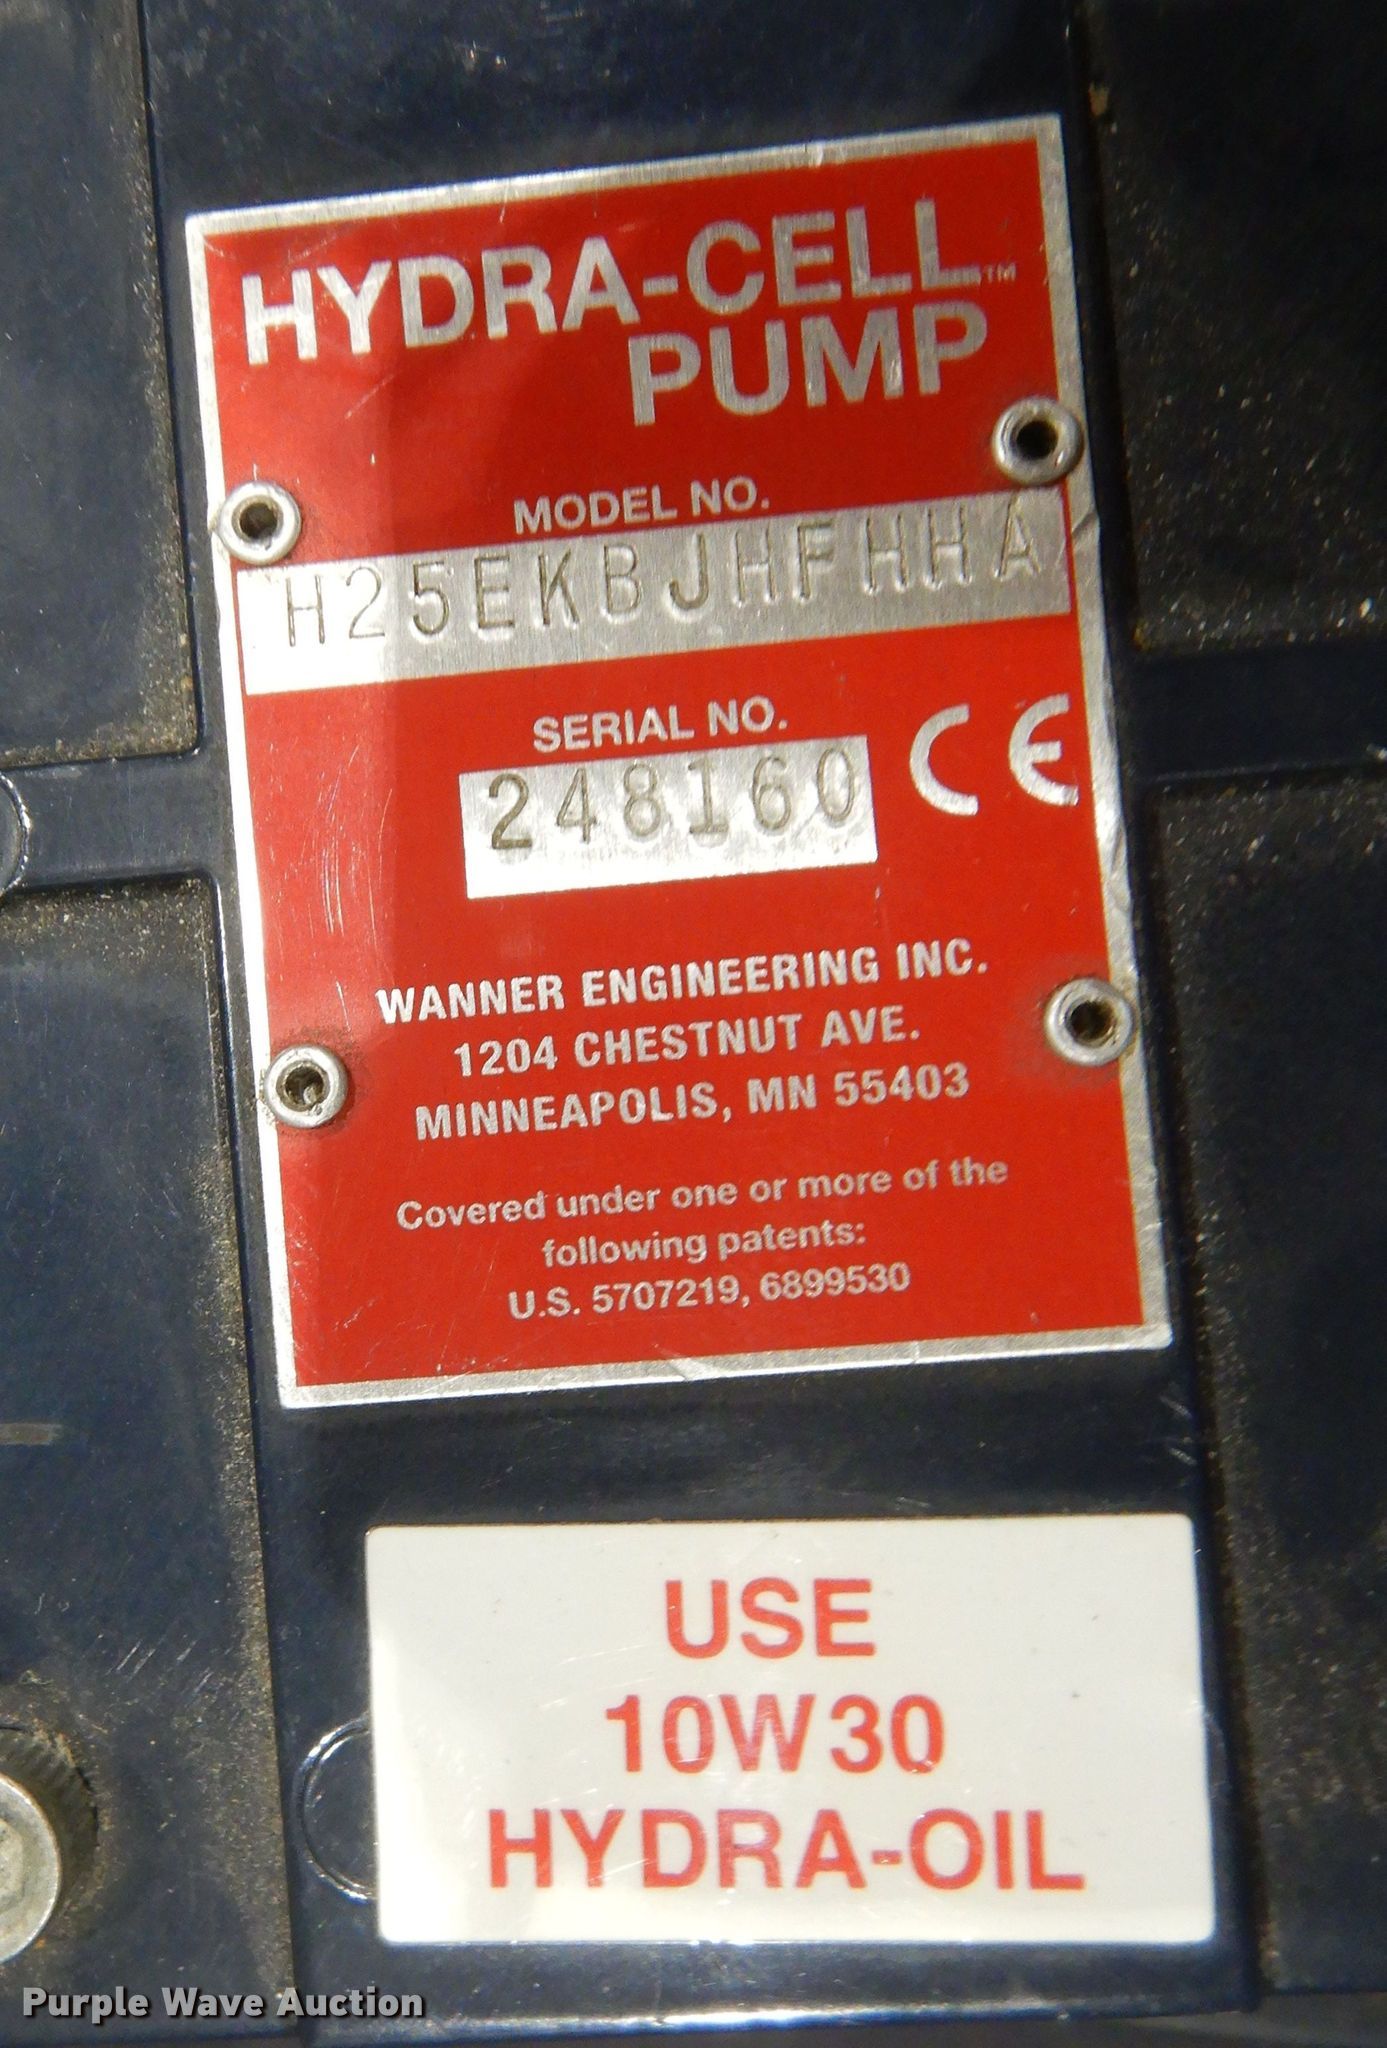 HYDRA-CELL™
PUMP
MODEL NO.
H25EKBJHFHHA
SERIAL NO.
248160
CE
WANNER ENGINEERING INC.
1204 CHESTNUT AVE.
MINNEAPOLIS, MN 55403
Covered under one or more of the
following patents:
U.S. 5707219, 6899530
USE
10W30
HYDRA-OIL
Purple Wave Auction